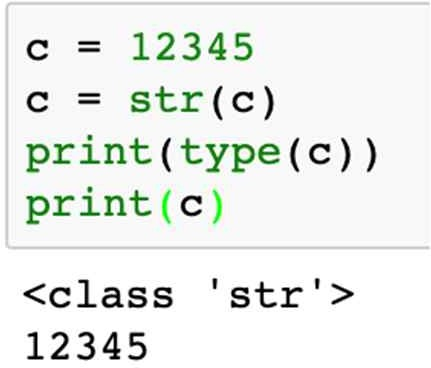 c = 12345
c = str(c)
print(type(c))
print(c)
<class 'str'>
12345